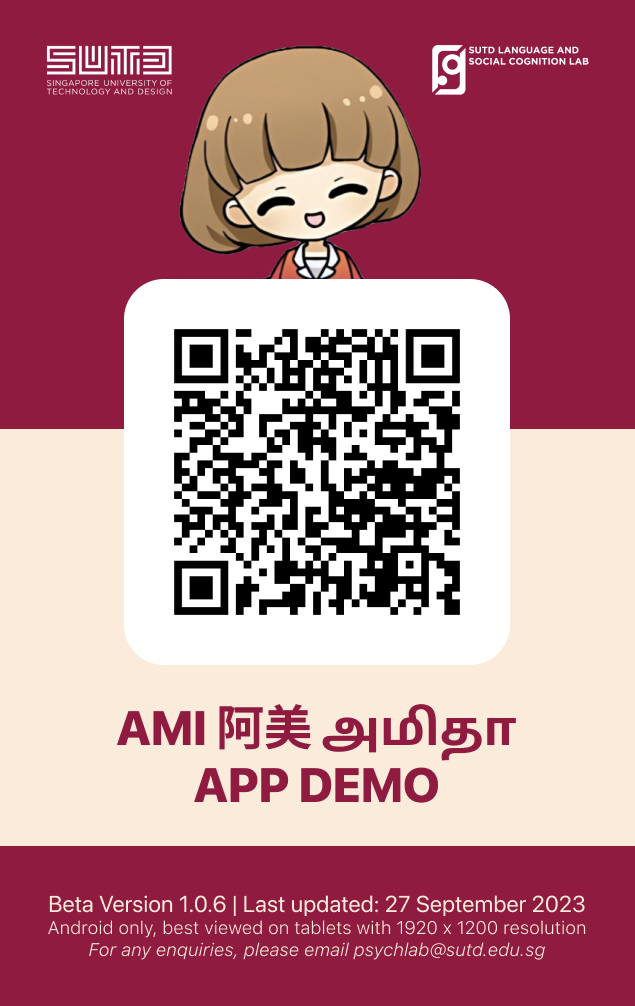 SUTD
SINGAPORE UNIVERSITY OF
TECHNOLOGY AND DESIGN
SUTD LANGUAGE AND
SOCIAL COGNITION LAB
AMI 阿美 அமிதா
APP DEMO
Beta Version 1.0.6 | Last updated: 27 September 2023
Android only, best viewed on tablets with 1920 x 1200 resolution
For any enquiries, please email psychlab@sutd.edu.sg